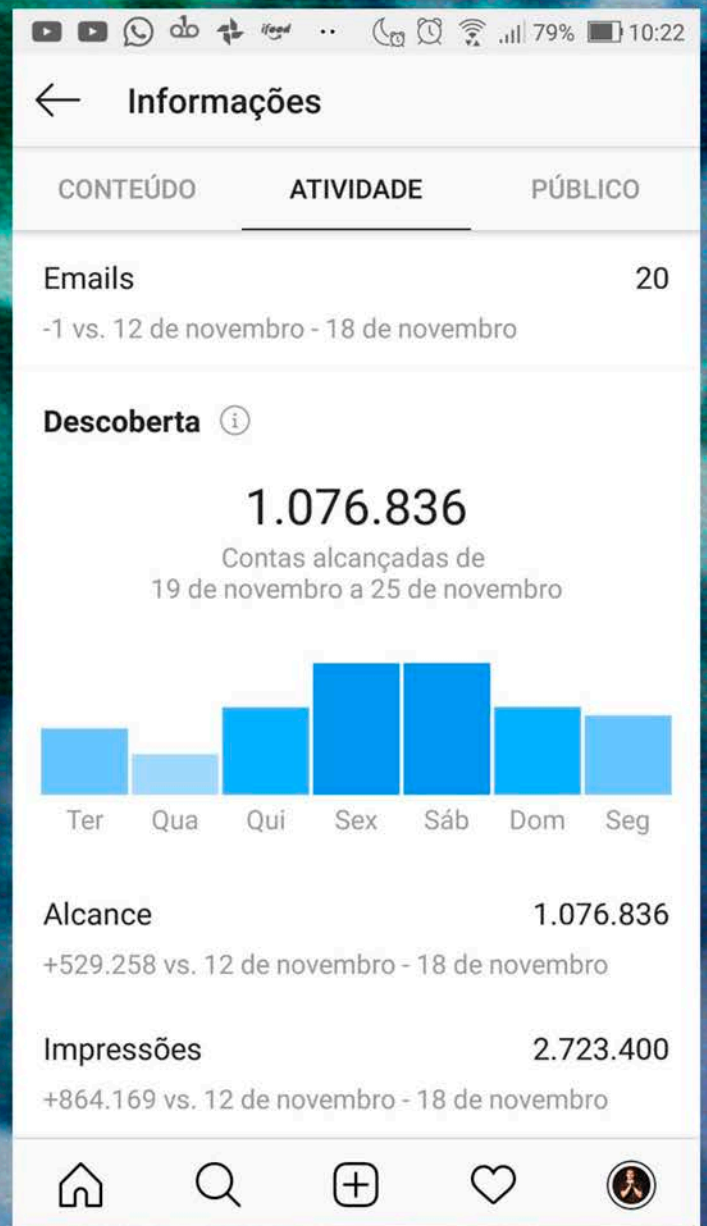 ifood 79% 10:22
Informações
CONTEÚDO ATIVIDADE PÚBLICO
Emails 20
-1 vs. 12 de novembro - 18 de novembro
Descoberta
1.076.836
Contas alcançadas de
19 de novembro a 25 de novembro
Ter Qua Qui Sex Sáb Dom Seg
Alcance 1.076.836
+529.258 vs. 12 de novembro - 18 de novembro
Impressões 2.723.400
+864.169 vs. 12 de novembro - 18 de novembro